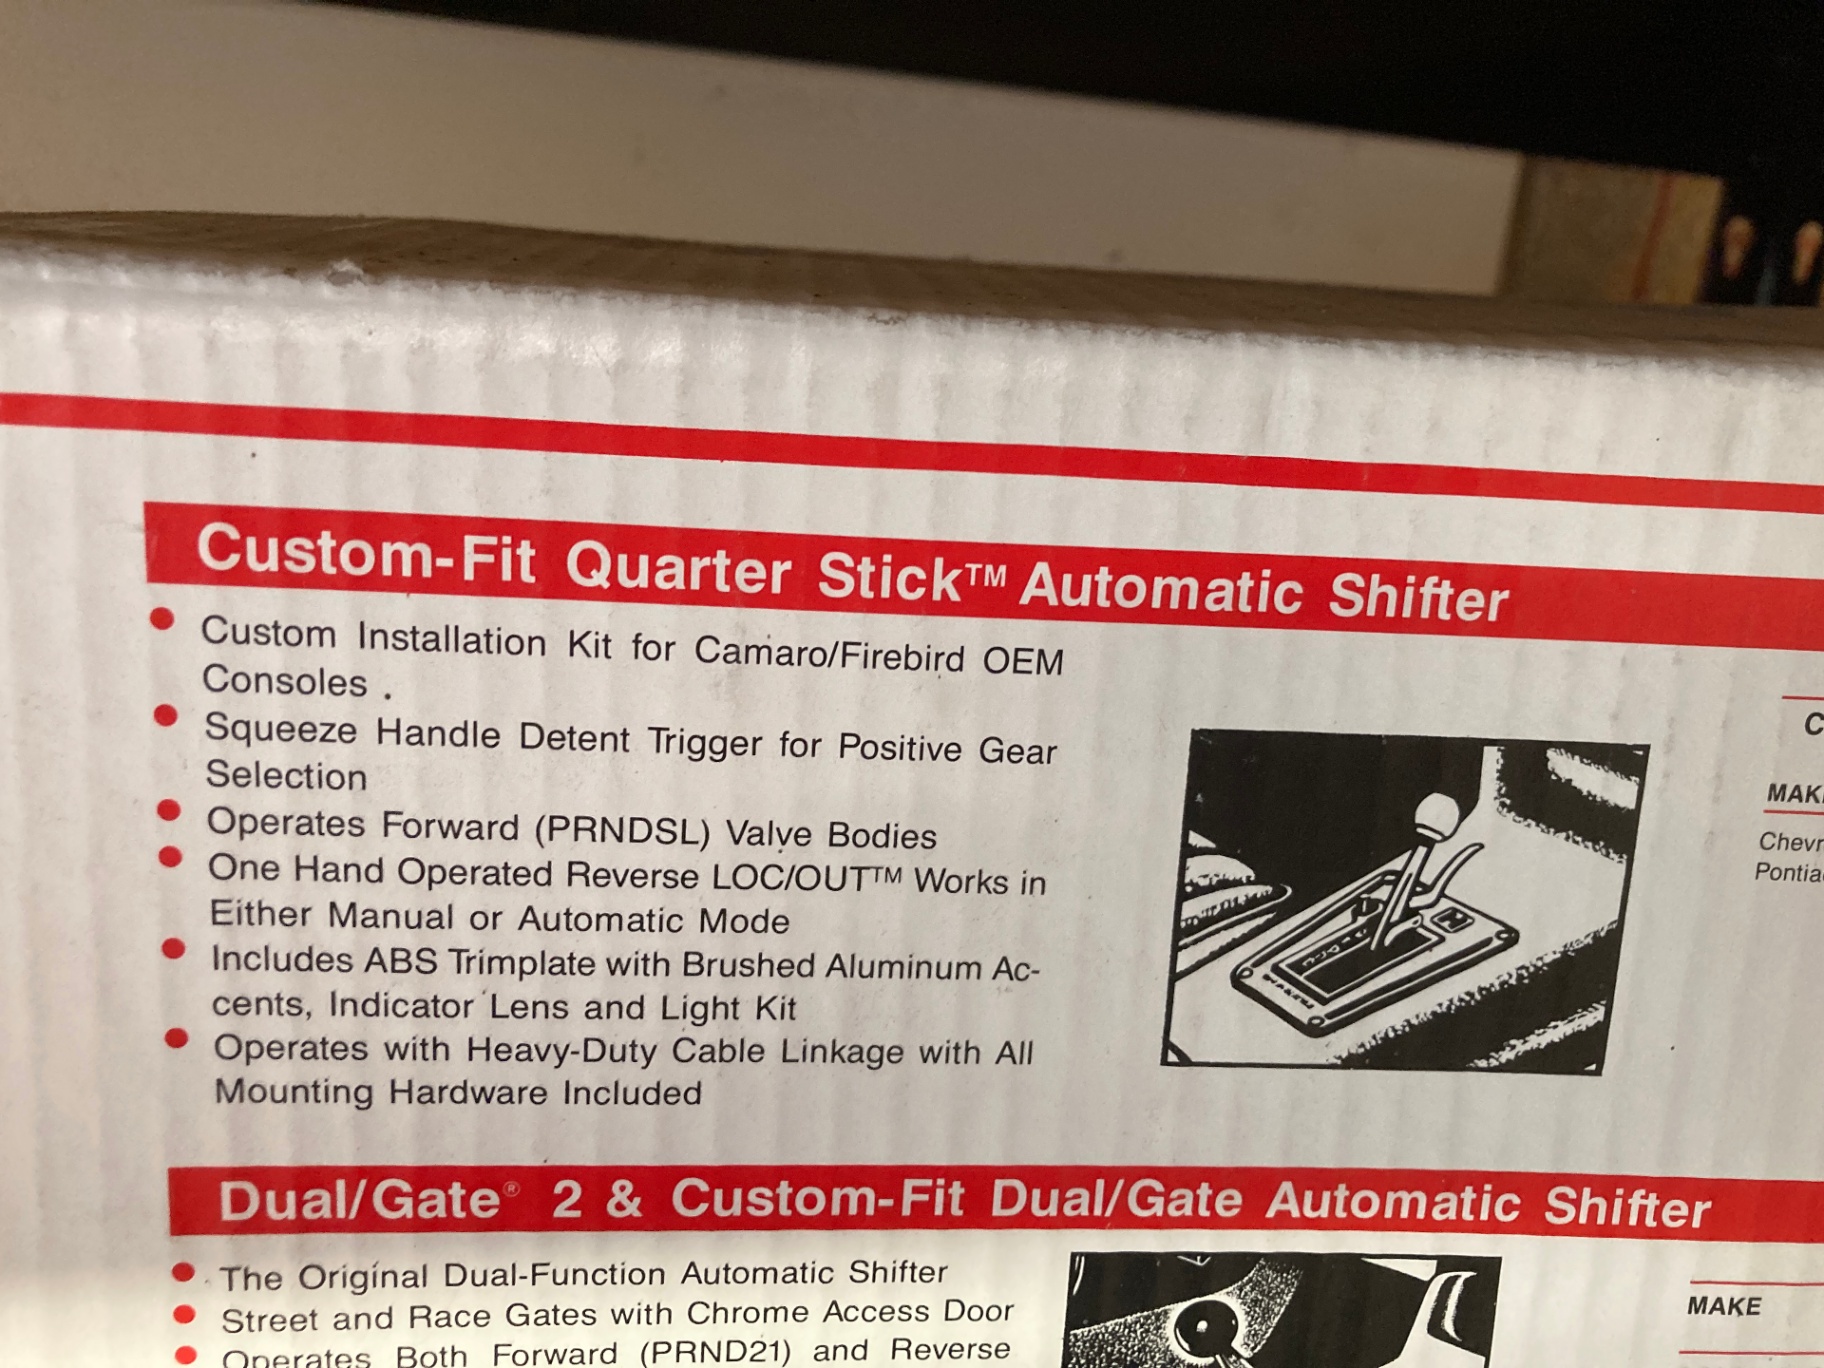 Custom-Fit Quarter Stick™ Automatic Shifter
Custom Installation Kit for Camaro/Firebird OEM
Consoles .
Squeeze Handle Detent Trigger for Positive Gear
Selection
Operates Forward (PRNDSL) Valve Bodies
One Hand Operated Reverse LOC/OUT™ Works in
Either Manual or Automatic Mode
Includes ABS Trimplate with Brushed Aluminum Ac-
cents, Indicator Lens and Light Kit
Operates with Heavy-Duty Cable Linkage with All
Mounting Hardware Included
Dual/Gate® 2 & Custom-Fit Dual/Gate Automatic Shifter
The Original Dual-Function Automatic Shifter
Street and Race Gates with Chrome Access Door
Operates Both Forward (PRND21) and Reverse
MAKE